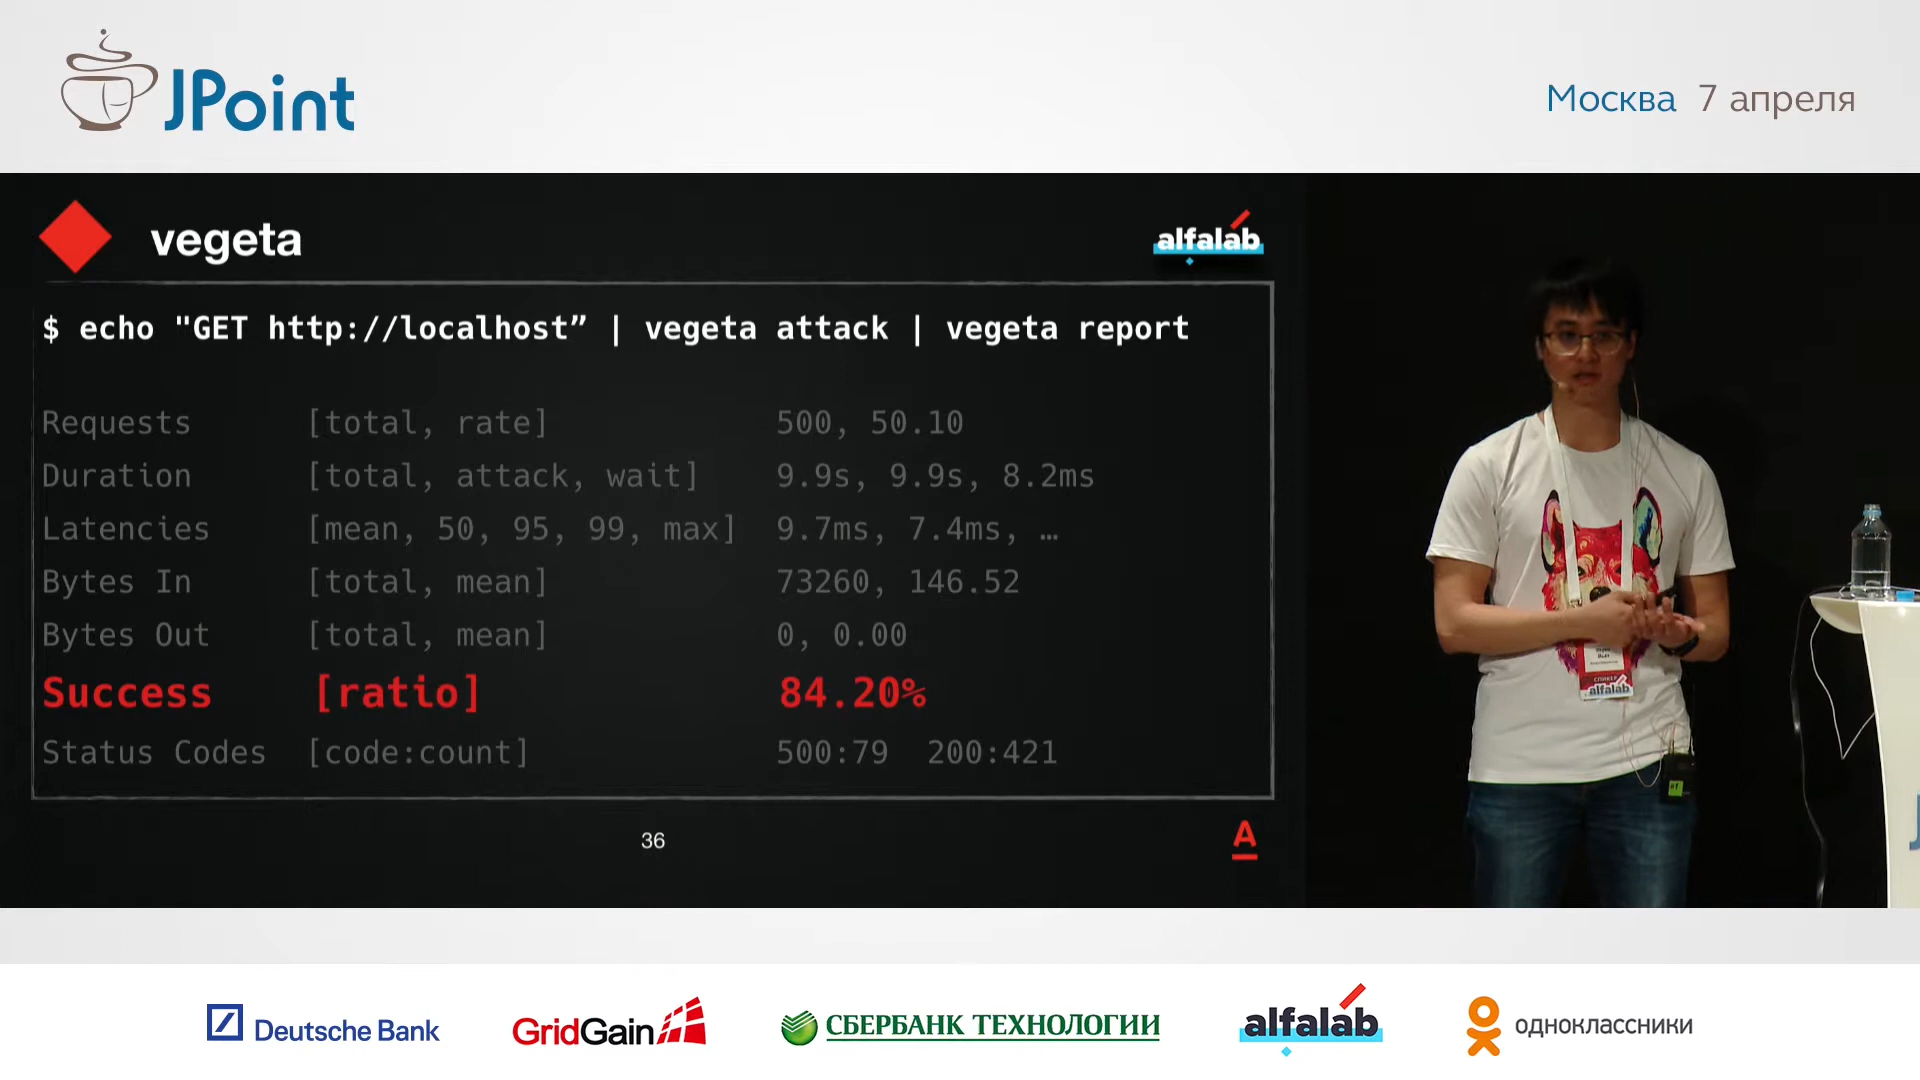 JPoint
Москва 7 апреля
vegeta
alfalab
$ echo "GET http://localhost” | vegeta attack | vegeta report
Requests [total, rate] 500, 50.10
Duration [total, attack, wait] 9.9s, 9.9s, 8.2ms
Latencies [mean, 50, 95, 99, max] 9.7ms, 7.4ms, …
Bytes In [total, mean] 73260, 146.52
Bytes Out [total, mean] 0, 0.00
Success [ratio] 84.20%
Status Codes [code:count] 500:79 200:421
36
A
СПИКЕР
alfalab
Deutsche Bank
GridGain
СБЕРБАНК ТЕХНОЛОГИИ
alfalab
одноклассники